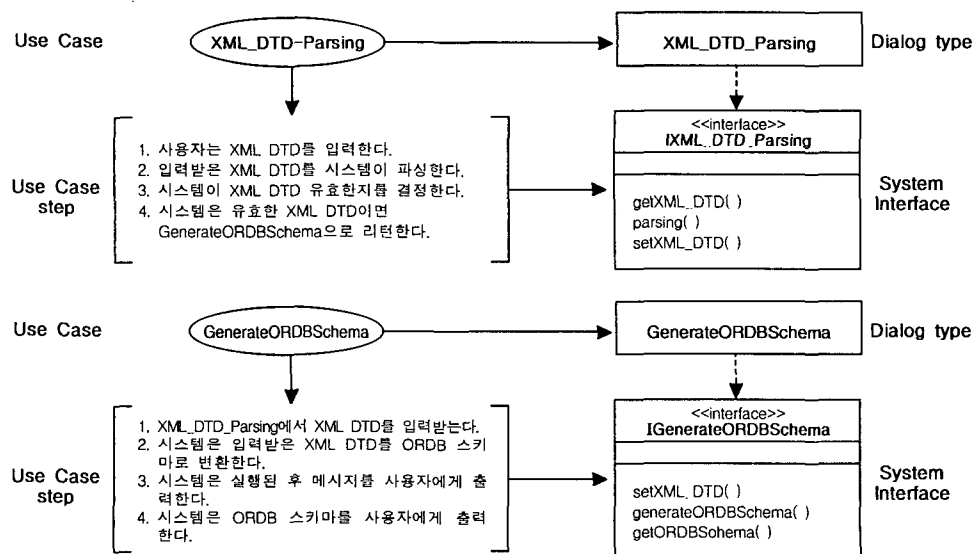 Use Case
XML_DTD-Parsing
XML_DTD_Parsing
Dialog type
Use Case
step
1. 사용자는 XML DTD를 입력한다.
2. 입력받은 XML DTD를 시스템이 파싱한다.
3. 시스템이 XML DTD 유효한지를 결정한다.
4. 시스템은 유효한 XML DTD이면
GenerateORDBSchema으로 리턴한다.
<<interface>>
IXML_DTD_Parsing
getXML_DTD( )
parsing( )
setXML_DTD( )
System
Interface
Use Case
GenerateORDBSchema
GenerateORDBSchema
Dialog type
Use Case
step
1. XML_DTD_Parsing에서 XML DTD를 입력받는다.
2. 시스템은 입력받은 XML DTD를 ORDB 스키
마로 변환한다.
3. 시스템은 실행된 후 메시지를 사용자에게 출
력한다.
4. 시스템은 ORDB 스키마를 사용자에게 출력
한다.
<<interface>>
IGenerateORDBSchema
setXML_DTD( )
generateORDBSchema( )
getORDBSohema( )
System
Interface